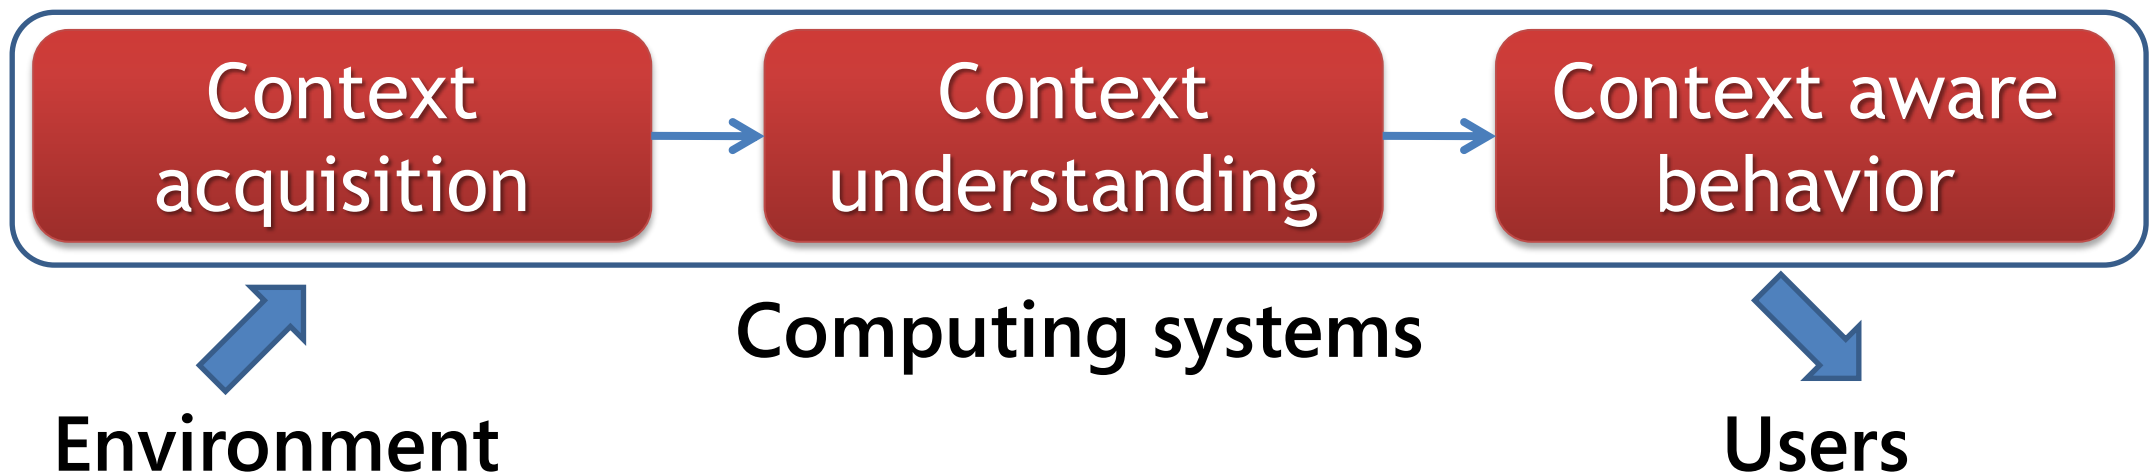 Context
acquisition
Context
understanding
Context aware
behavior
Computing systems
Environment
Users